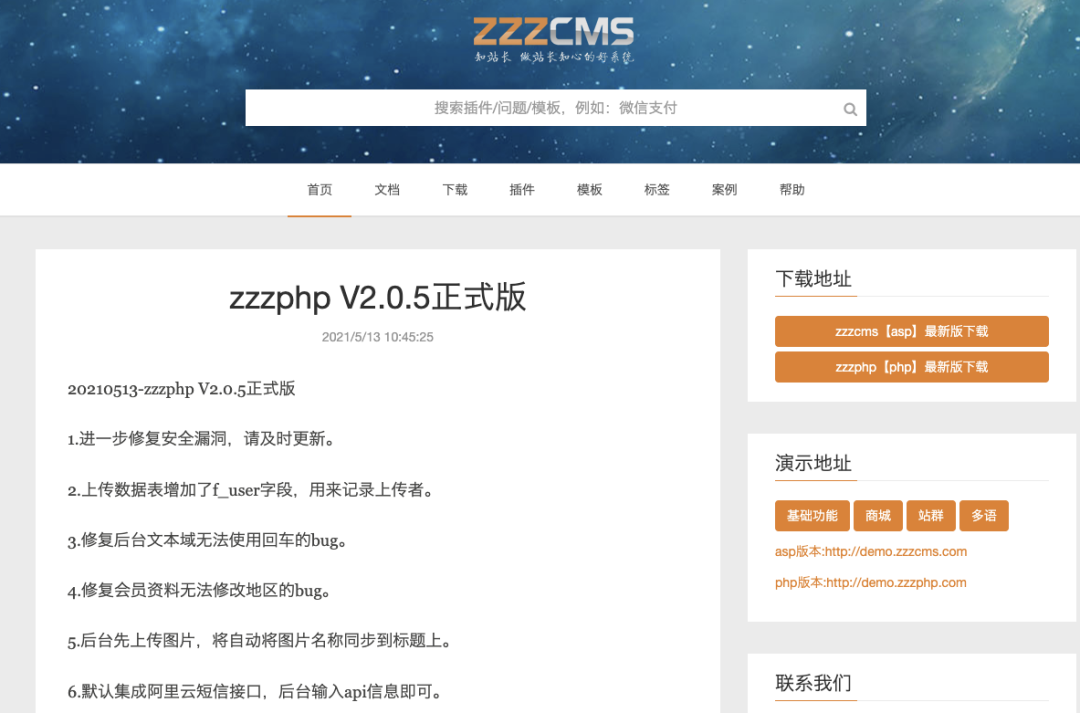 ZZZCMS
知站长 做站长知心的好系统
搜索插件/问题/模板，例如：微信支付
首页 文档 下载 插件 模板 标签 案例 帮助
zzzphp V2.0.5正式版
2021/5/13 10:45:25
20210513-zzzphp V2.0.5正式版
1.进一步修复安全漏洞，请及时更新。
2.上传数据表增加了f_user字段，用来记录上传者。
3.修复后台文本域无法使用回车的bug。
4.修复会员资料无法修改地区的bug。
5.后台先上传图片，将自动将图片名称同步到标题上。
6.默认集成阿里云短信接口，后台输入api信息即可。
下载地址
zzzcms【asp】最新版下载
zzzphp【php】最新版下载
演示地址
基础功能 商城 站群 多语
asp版本:http://demo.zzzcms.com
php版本:http://demo.zzzphp.com
联系我们